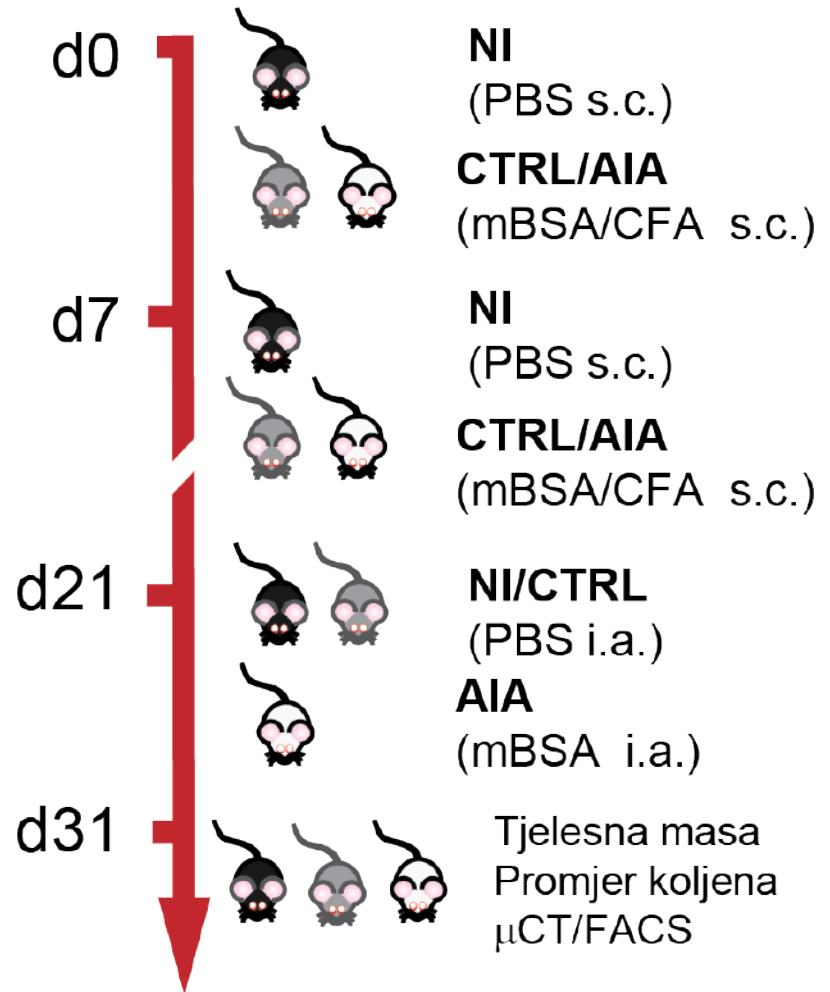 d0
NI
(PBS s.c.)
CTRL/AIA
(mBSA/CFA s.c.)
d7
NI
(PBS s.c.)
CTRL/AIA
(mBSA/CFA s.c.)
d21
NI/CTRL
(PBS i.a.)
AIA
(mBSA i.a.)
d31
Tjelesna masa
Promjer koljena
µCT/FACS